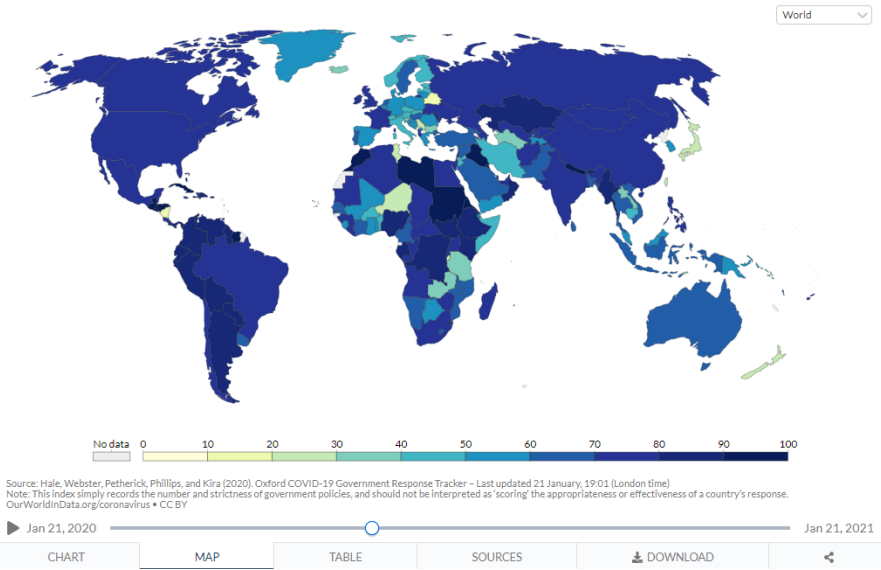 World
No data 0 10 20 30 40 50 60 70 80 90 100
Source: Hale, Webster, Petherick, Phillips, and Kira (2020). Oxford COVID-19 Government Response Tracker – Last updated 21 January, 19:01 (London time)
Note: This index simply records the number and strictness of government policies, and should not be interpreted as ‘scoring’ the appropriateness or effectiveness of a country's response.
OurWorldInData.org/coronavirus • CC BY
Jan 21, 2020 Jan 21, 2021
CHART MAP TABLE SOURCES DOWNLOAD